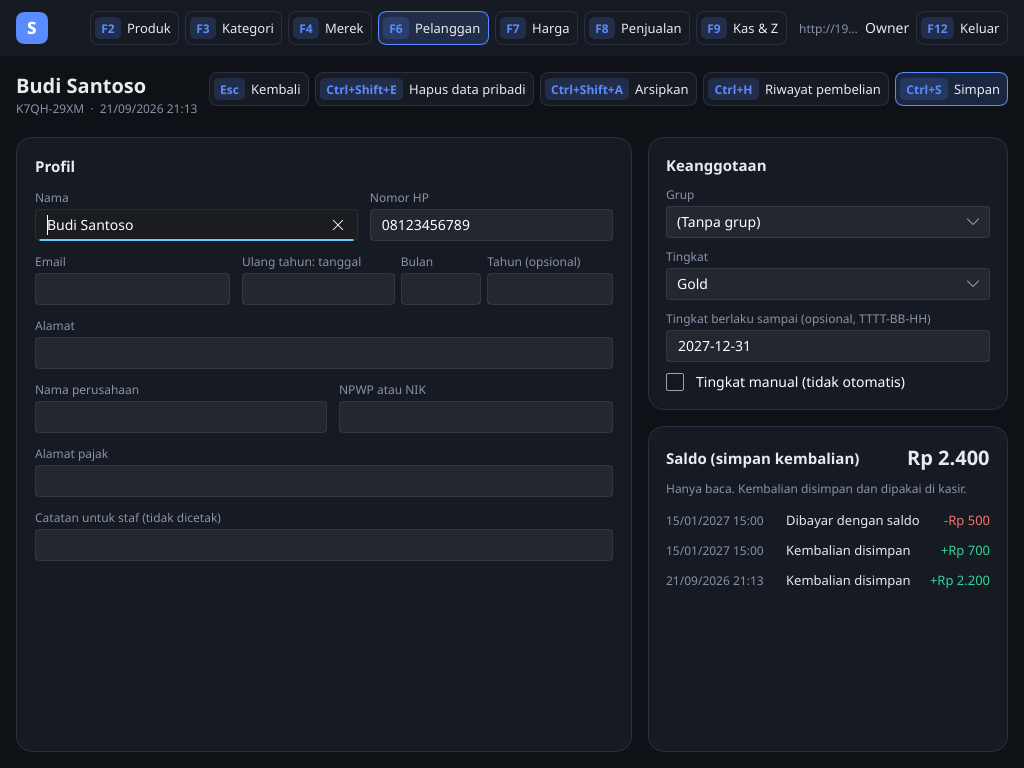 S F2 Produk F3 Kategori F4 Merek F6 Pelanggan F7 Harga F8 Penjualan F9 Kas & Z http://19... Owner F12 Keluar
Budi Santoso Esc Kembali Ctrl+Shift+E Hapus data pribadi Ctrl+Shift+A Arsipkan Ctrl+H Riwayat pembelian Ctrl+S Simpan
K7QH-29XM · 21/09/2026 21:13
Profil
Nama Nomor HP
Budi Santoso 08123456789
Email Ulang tahun: tanggal Bulan Tahun (opsional)
Alamat
Nama perusahaan NPWP atau NIK
Alamat pajak
Catatan untuk staf (tidak dicetak)
Keanggotaan
Grup
(Tanpa grup)
Tingkat
Gold
Tingkat berlaku sampai (opsional, TTTT-BB-HH)
2027-12-31
Tingkat manual (tidak otomatis)
Saldo (simpan kembalian) Rp 2.400
Hanya baca. Kembalian disimpan dan dipakai di kasir.
15/01/2027 15:00 Dibayar dengan saldo -Rp 500
15/01/2027 15:00 Kembalian disimpan +Rp 700
21/09/2026 21:13 Kembalian disimpan +Rp 2.200